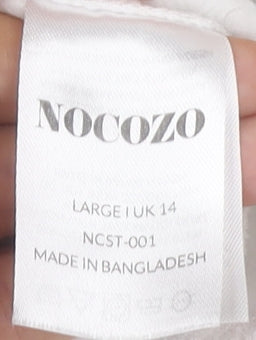 NOCOZO
LARGE | UK 14
NCST-001
MADE IN BANGLADESH